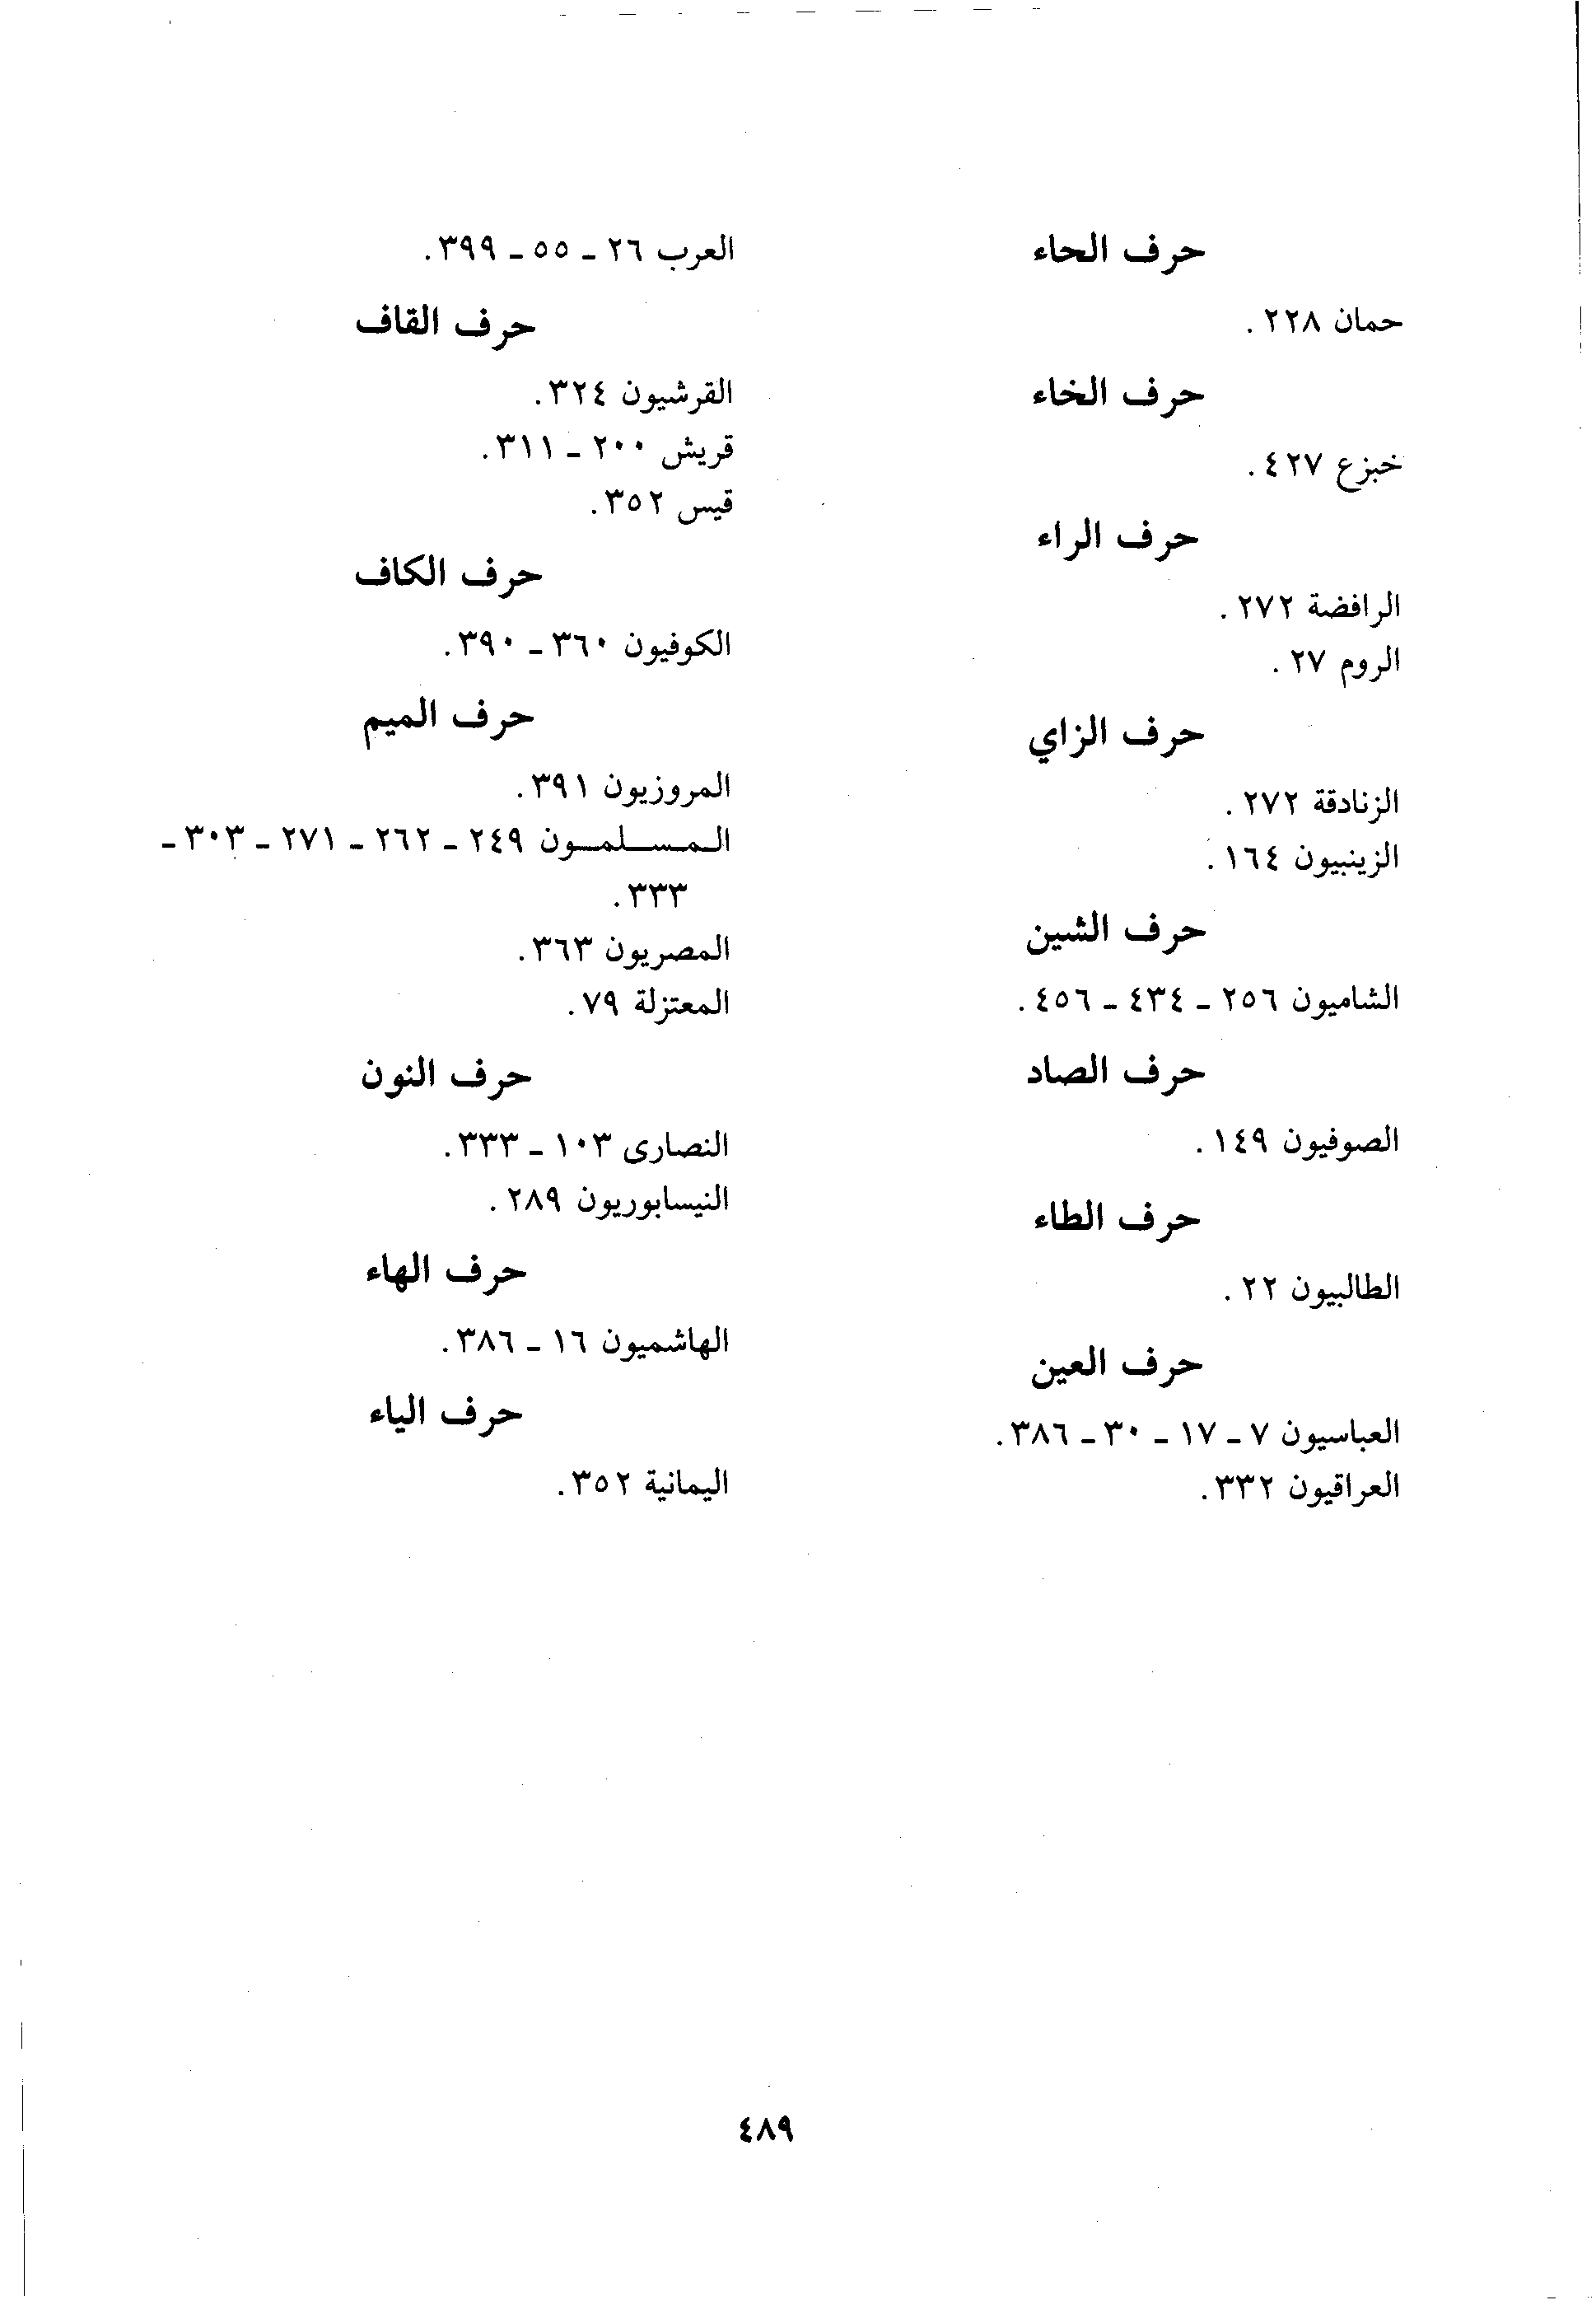 حرف الحاء
حمان ٢٢٨.
حرف الخاء
خبزع ٤٢٧.
حرف الراء
الرافضة ٢٧٢.
الروم ٢٧.
حرف الزاي
الزنادقة ٢٧٢.
الزينبيون ١٦٤.
حرف الشين
الشاميون ٢٥٦ - ٤٣٤ - ٤٥٦.
حرف الصاد
الصوفيون ١٤٩.
حرف الطاء
الطالبيون ٢٢.
حرف العين
العباسيون ٧ - ١٧ - ٣٠ - ٣٨٦.
العراقيون ٣٣٢.
العرب ٢٦ - ٥٥ - ٣٩٩.
حرف القاف
القرشيون ٣٢٤.
قريش ٢٠٠ - ٣١١.
قيس ٣٥٢.
حرف الكاف
الكوفيون ٣٦٠ - ٣٩٠.
حرف الميم
المروزيون ٣٩١.
المسلمون ٢٤٩ - ٢٦٢ - ٢٧١ - ٣٠٣ -
٣٣٣.
المصريون ٣٦٣.
المعتزلة ٧٩.
حرف النون
النصارى ١٠٣ - ٣٣٣.
النيسابوريون ٢٨٩.
حرف الهاء
الهاشميون ١٦ - ٣٨٦.
حرف الياء
اليمانية ٣٥٢.
٤٨٩